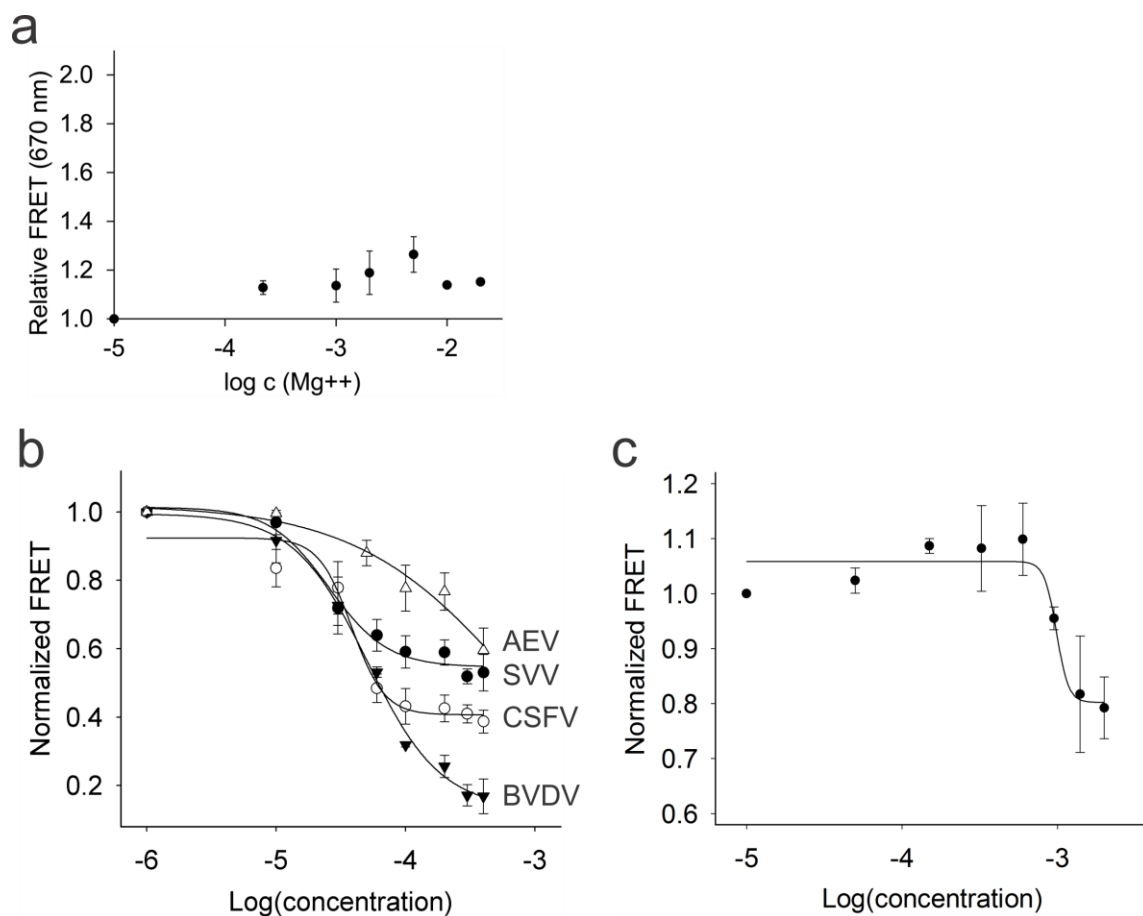 a
Relative FRET (670 nm)
2.0
1.8
1.6
1.4
1.2
1.0
-5
-4
-3
-2
log c (Mg++)
b
Normalized FRET
1.0
0.8
0.6
0.4
0.2
AEV
SVV
CSFV
BVDV
-6
-5
-4
-3
Log(concentration)
c
Normalized FRET
1.2
1.1
1.0
0.9
0.8
0.7
0.6
-5
-4
-3
Log(concentration)